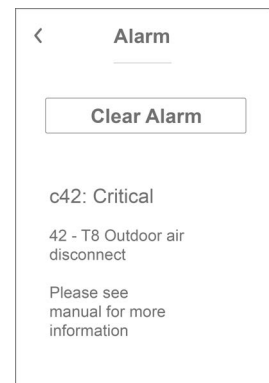 Alarm
Clear Alarm
c42: Critical
42 - T8 Outdoor air
disconnect
Please see
manual for more
information